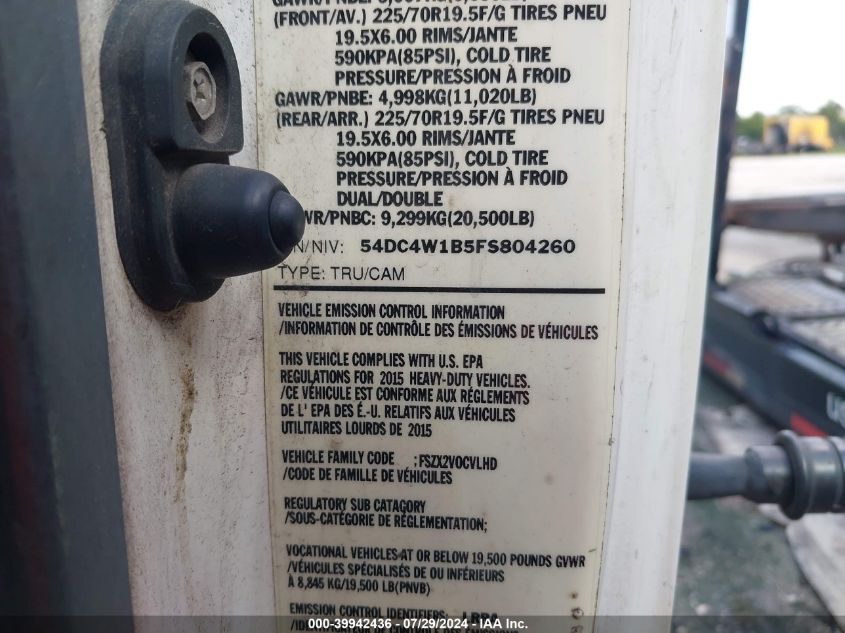 (FRONT/AV.) 225/70R19.5F/G TIRES PNEU
19.5X6.00 RIMS/JANTE
590KPA(85PSI), COLD TIRE
PRESSURE/PRESSION À FROID
GAWR/PNBE: 4,998KG(11,020LB)
(REAR/ARR.) 225/70R19.5F/G TIRES PNEU
19.5X6.00 RIMS/JANTE
590KPA(85PSI), COLD TIRE
PRESSURE/PRESSION À FROID
DUAL/DOUBLE
WR/PNBC: 9,299KG(20,500LB)
N/NIV: 54DC4W1B5FS804260
TYPE: TRU/CAM
VEHICLE EMISSION CONTROL INFORMATION
/INFORMATION DE CONTRÔLE DES ÉMISSIONS DE VÉHICULES
THIS VEHICLE COMPLIES WITH U.S. EPA
REGULATIONS FOR 2015 HEAVY-DUTY VEHICLES.
/CE VÉHICULE EST CONFORME AUX RÉGLEMENTS
DE L' EPA DES É.-U. RELATIFS AUX VÉHICULES
UTILITAIRES LOURDS DE 2015
VEHICLE FAMILY CODE ;FSZX2VOCVLHD
/CODE DE FAMILLE DE VÉHICULES
REGULATORY SUB CATAGORY
/SOUS-CATÉGORIE DE RÉGLEMENTATION;
VOCATIONAL VEHICLES AT OR BELOW 19,500 POUNDS GVWR
/VÉHICULES SPÉCIALISÉS DE OU INFÉRIEURS
À 8,845 KG/19,500 LB(PNVB)
EMISSION CONTROL IDENTIFIERS:
000-39942436 - 07/29/2024 - IAA Inc.